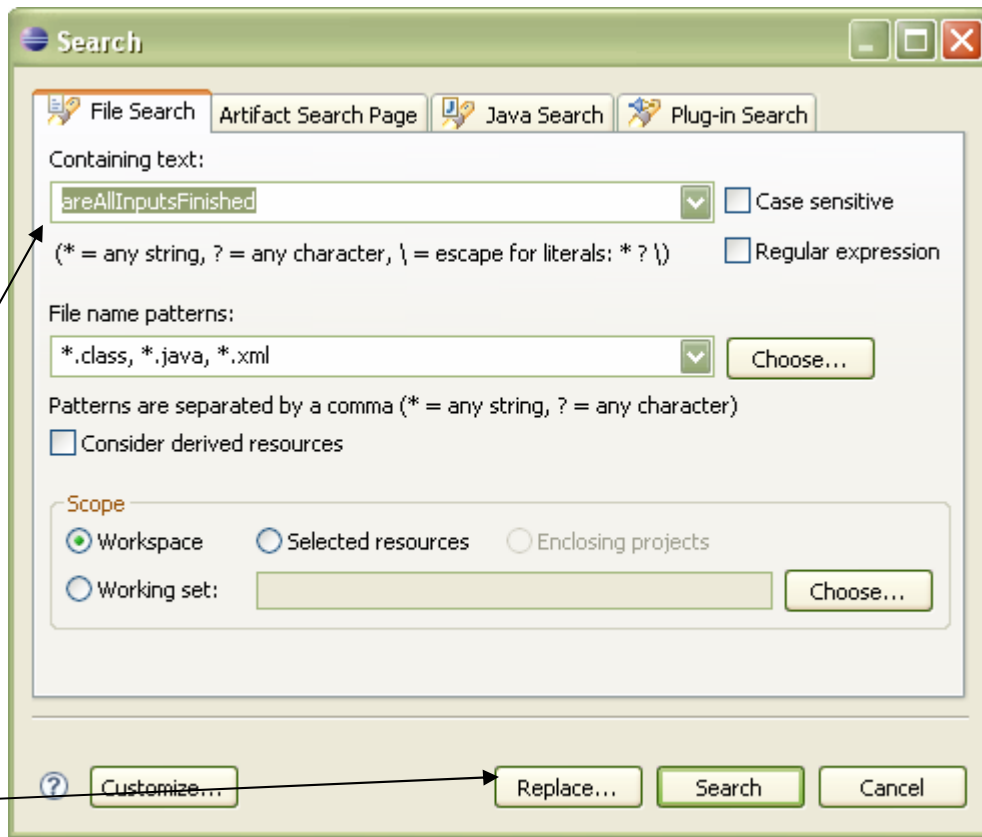 Search
File Search Artifact Search Page Java Search Plug-in Search
Containing text:
areAllInputsFinished Case sensitive
(* = any string, ? = any character, \ = escape for literals: * ? \) Regular expression
File name patterns:
*.class, *.java, *.xml Choose...
Patterns are separated by a comma (* = any string, ? = any character)
Consider derived resources
Scope
Workspace Selected resources Enclosing projects
Working set: Choose...
? Customize... Replace... Search Cancel